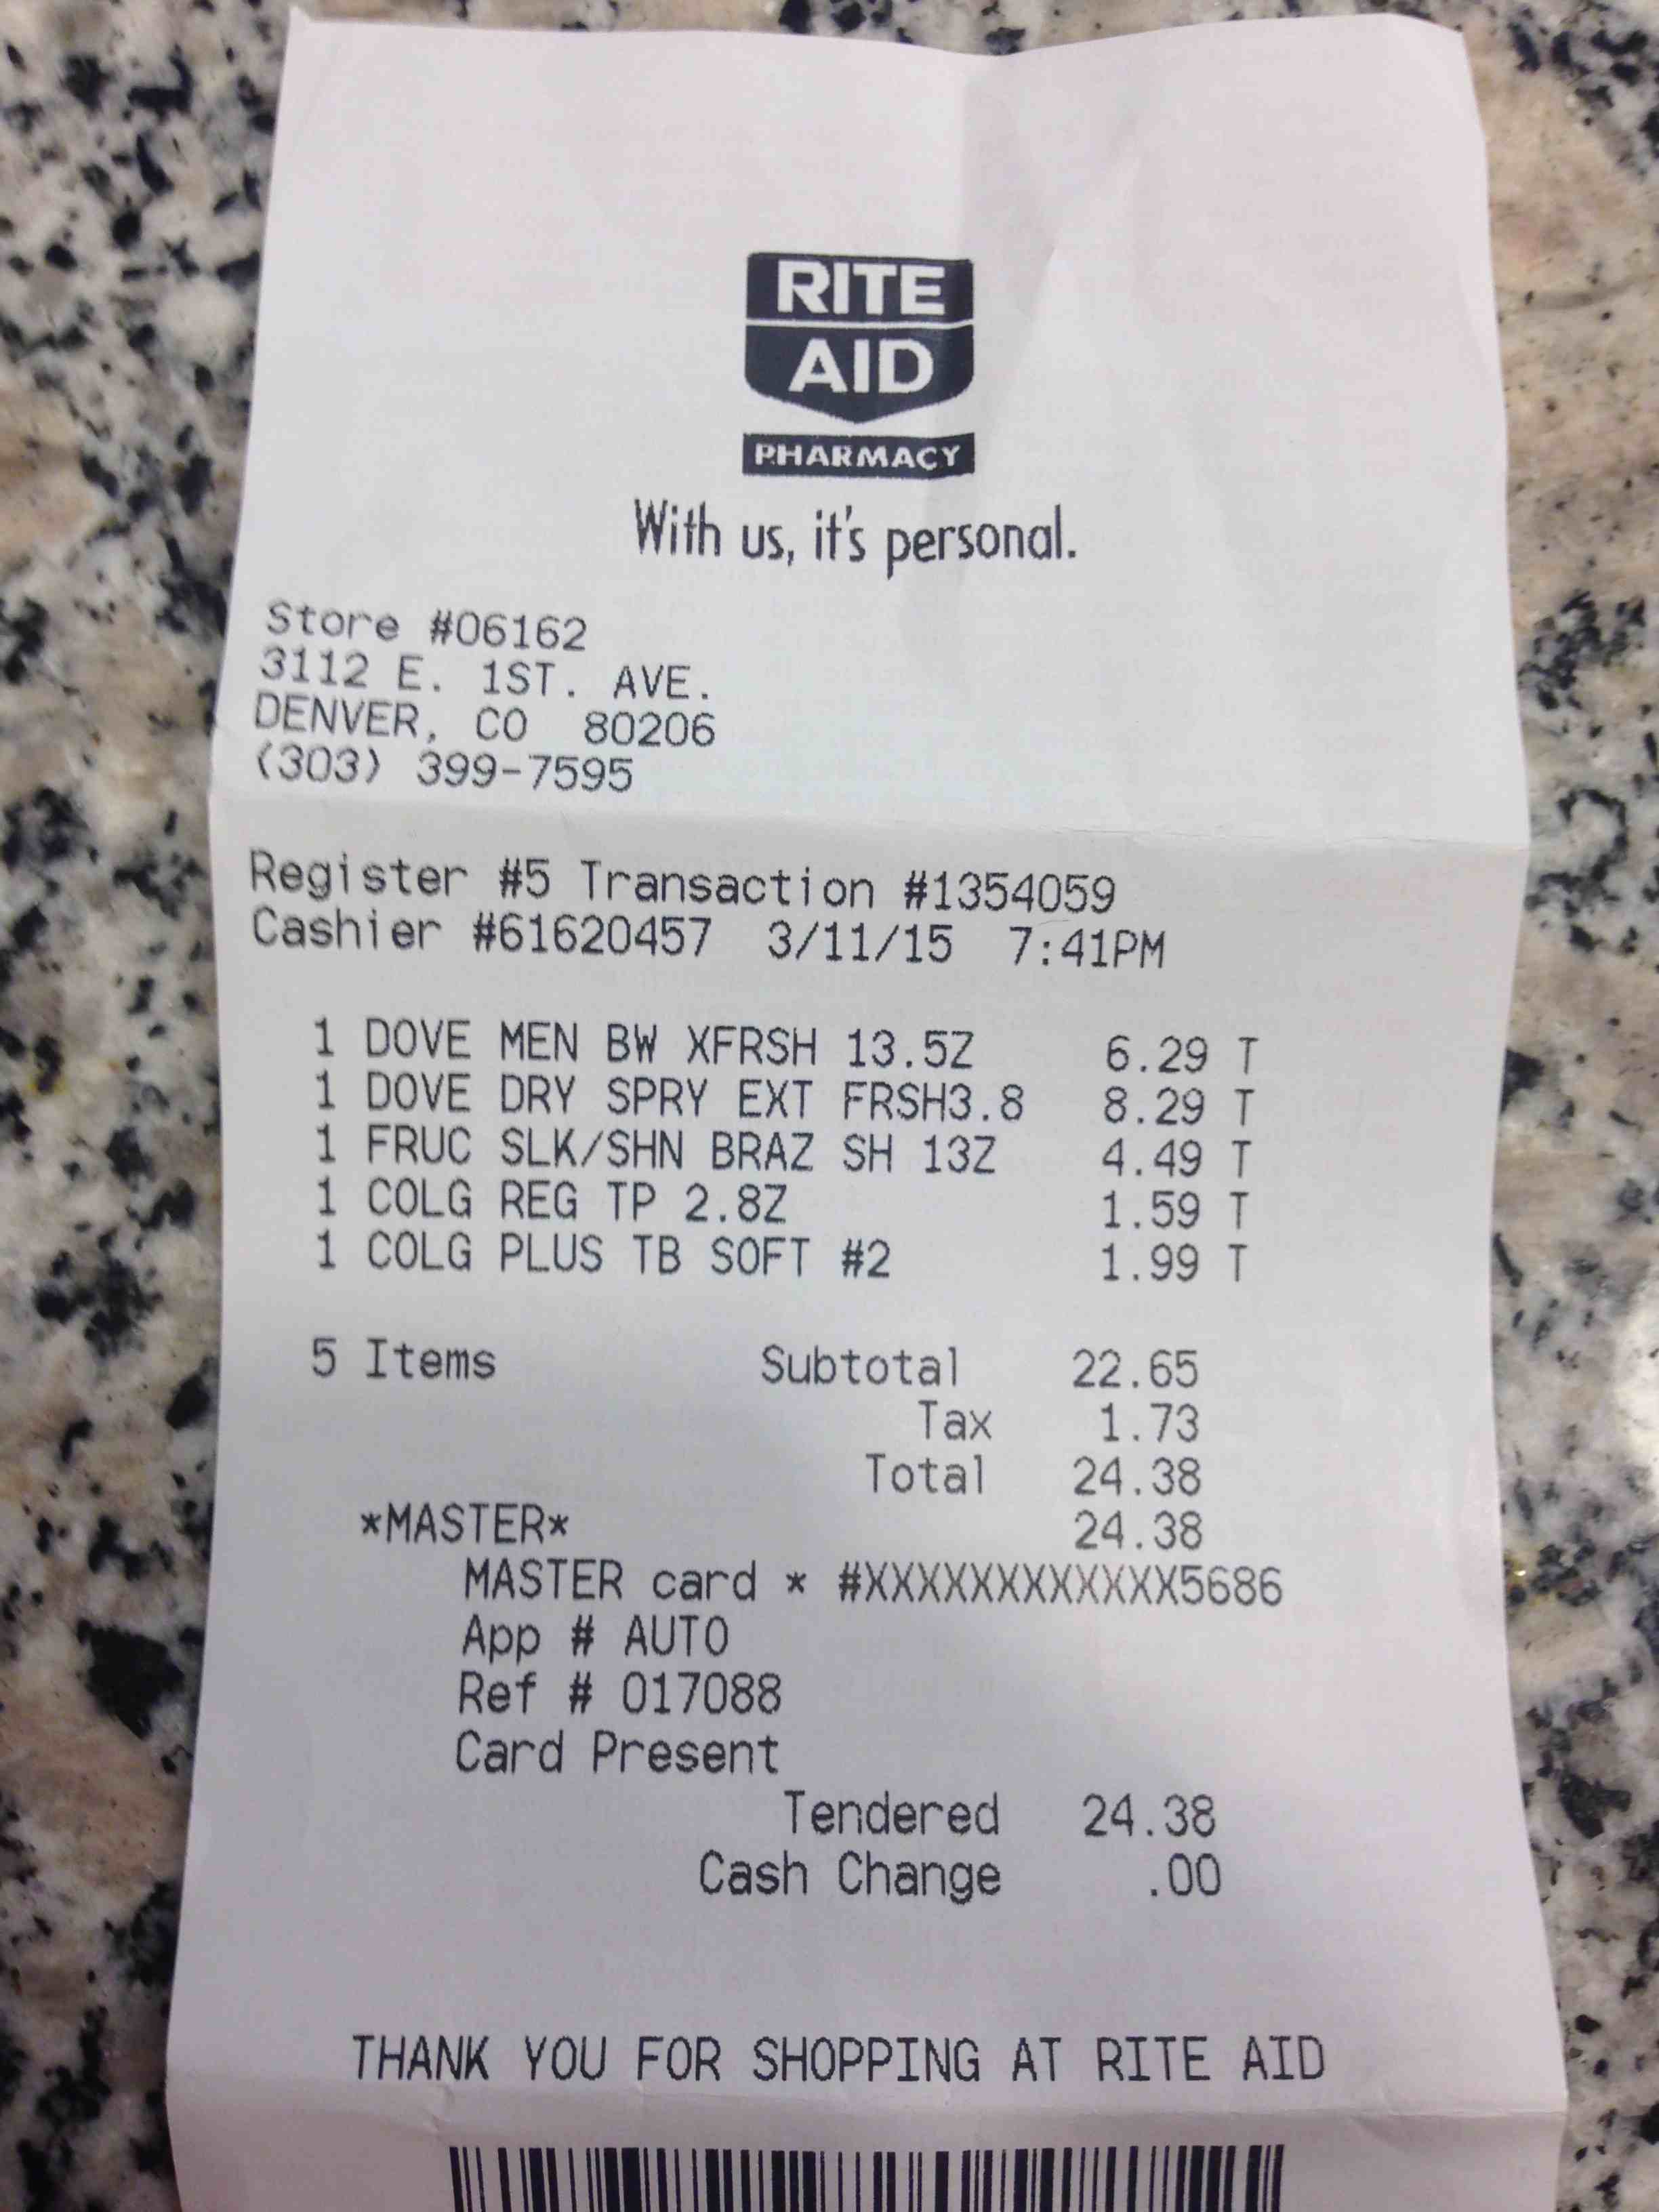 RITE
AID
PHARMACY
With us, it's personal.
Store #06162
3112 E. 1ST. AVE.
DENVER, CO 80206
(303) 399-7595
Register #5 Transaction #1354059
Cashier #61620457 3/11/15 7:41PM
1 DOVE MEN BW XFRSH 13.5Z 6.29 T
1 DOVE DRY SPRY EXT FRSH3.8 8.29 T
1 FRUC SLK/SHN BRAZ SH 13Z 4.49 T
1 COLG REG TP 2.8Z 1.59 T
1 COLG PLUS TB SOFT #2 1.99 T
5 Items Subtotal 22.65
Tax 1.73
Total 24.38
*MASTER* 24.38
MASTER card * #XXXXXXXXXXXX5686
App # AUTO
Ref # 017088
Card Present
Tendered 24.38
Cash Change .00
THANK YOU FOR SHOPPING AT RITE AID